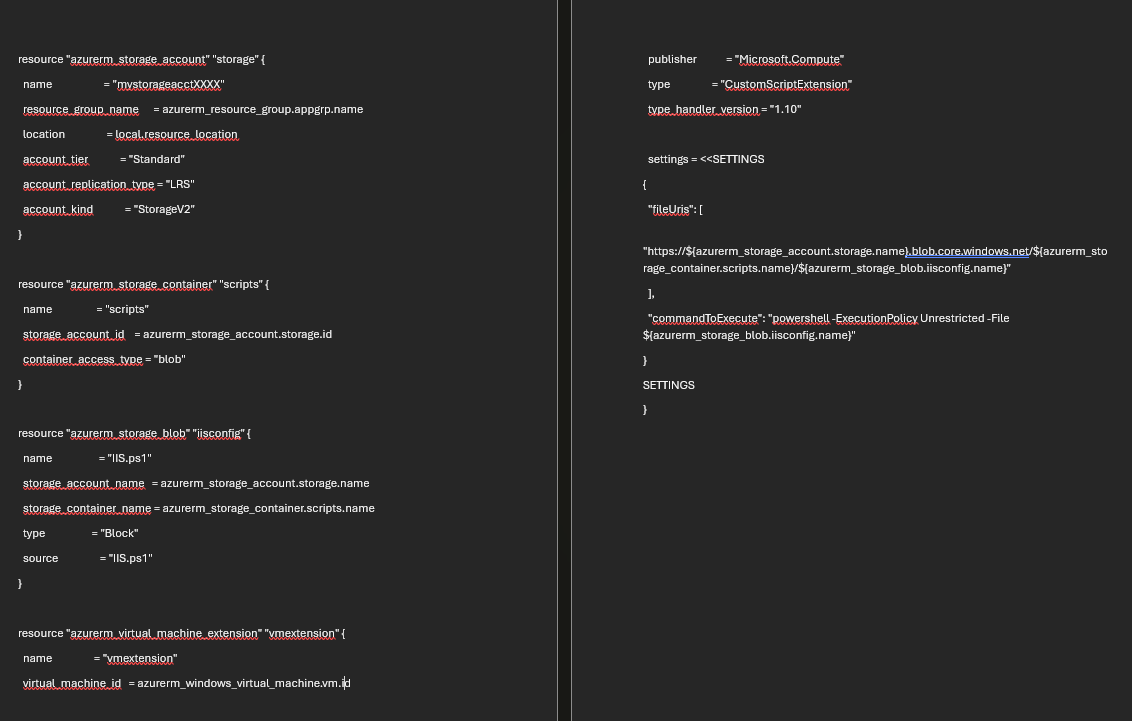 resource "azurerm_storage_account" "storage" {
name = "mystorageacctXXXX"
resource_group_name = azurerm_resource_group.appgrp.name
location = local.resource_location
account_tier = "Standard"
account_replication_type = "LRS"
account_kind = "StorageV2"
}
resource "azurerm_storage_container" "scripts" {
name = "scripts"
storage_account_id = azurerm_storage_account.storage.id
container_access_type = "blob"
}
resource "azurerm_storage_blob" "iisconfig" {
name = "IIS.ps1"
storage_account_name = azurerm_storage_account.storage.name
storage_container_name = azurerm_storage_container.scripts.name
type = "Block"
source = "IIS.ps1"
}
resource "azurerm_virtual_machine_extension" "vmextension" {
name = "vmextension"
virtual_machine_id = azurerm_windows_virtual_machine.vm.id
publisher = "Microsoft.Compute"
type = "CustomScriptExtension"
type_handler_version = "1.10"
settings = <<SETTINGS
{
"fileUris": [
"https://${azurerm_storage_account.storage.name}.blob.core.windows.net/${azurerm_sto
rage_container.scripts.name}/${azurerm_storage_blob.iisconfig.name}"
],
"commandToExecute": "powershell -ExecutionPolicy Unrestricted -File
${azurerm_storage_blob.iisconfig.name}"
}
SETTINGS
}